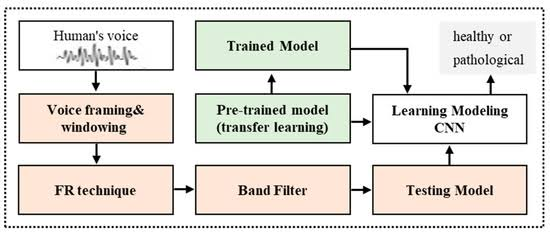 Human's voice
Trained Model
healthy or
pathological
Voice framing&
windowing
Pre-trained model
(transfer learning)
Learning Modeling
CNN
FR technique
Band Filter
Testing Model